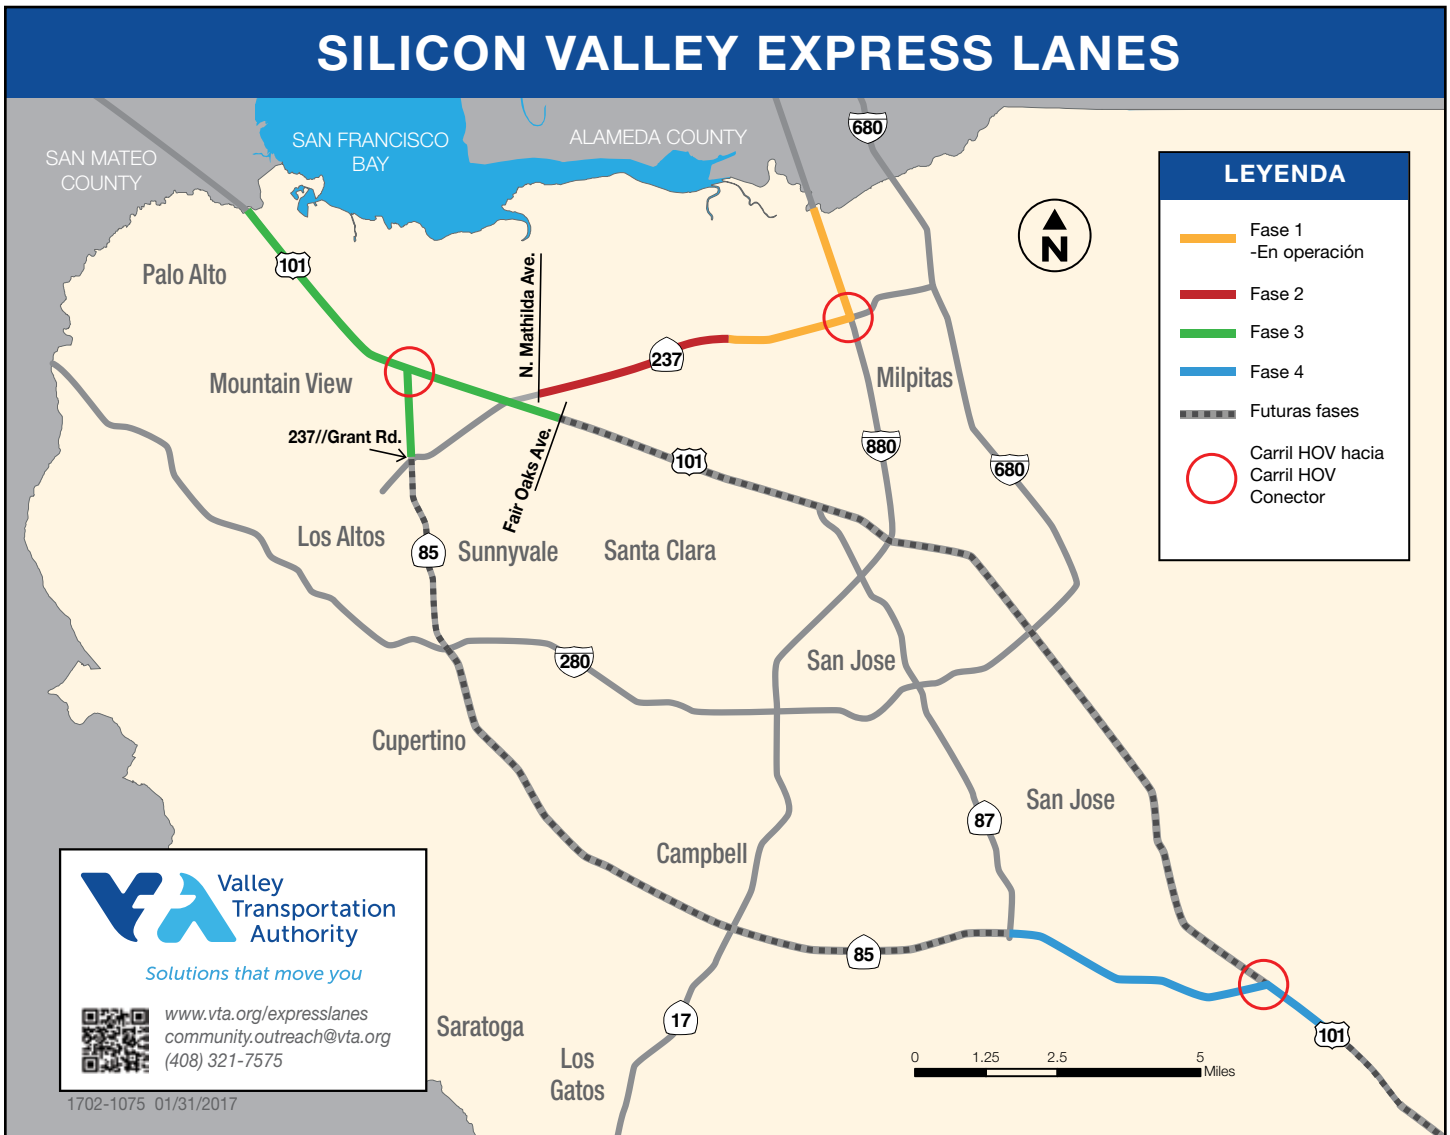 SILICON VALLEY EXPRESS LANES
SAN MATEO
COUNTY
SAN FRANCISCO
BAY
ALAMEDA COUNTY
680
LEYENDA
Fase 1
-En operación
Fase 2
Fase 3
Fase 4
Futuras fases
Carril HOV hacia
Carril HOV
Conector
N
Palo Alto
101
N. Mathilda Ave.
237
Mountain View
Milpitas
237//Grant Rd.
Fair Oaks Ave.
101
880
680
Los Altos
85
Sunnyvale
Santa Clara
280
San Jose
Cupertino
San Jose
87
Campbell
85
17
101
Saratoga
Los
Gatos
0 1.25 2.5 5
Miles
Valley
Transportation
Authority
Solutions that move you
www.vta.org/expresslanes
community.outreach@vta.org
(408) 321-7575
1702-1075 01/31/2017